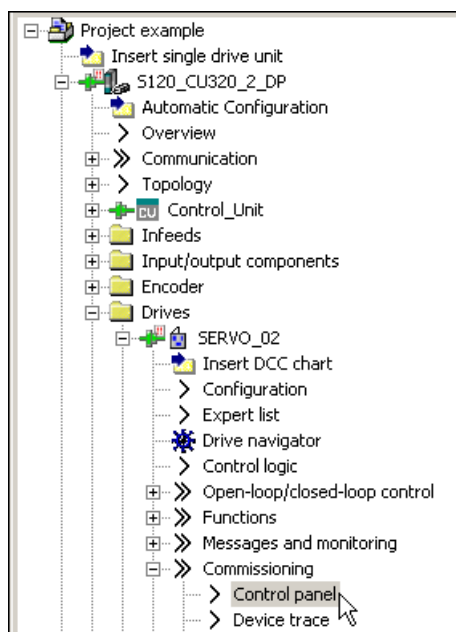 Project example
Insert single drive unit
S120_CU320_2_DP
Automatic Configuration
Overview
Communication
Topology
CU Control_Unit
Infeeds
Input/output components
Encoder
Drives
SERVO_02
Insert DCC chart
Configuration
Expert list
Drive navigator
Control logic
Open-loop/closed-loop control
Functions
Messages and monitoring
Commissioning
Control panel
Device trace